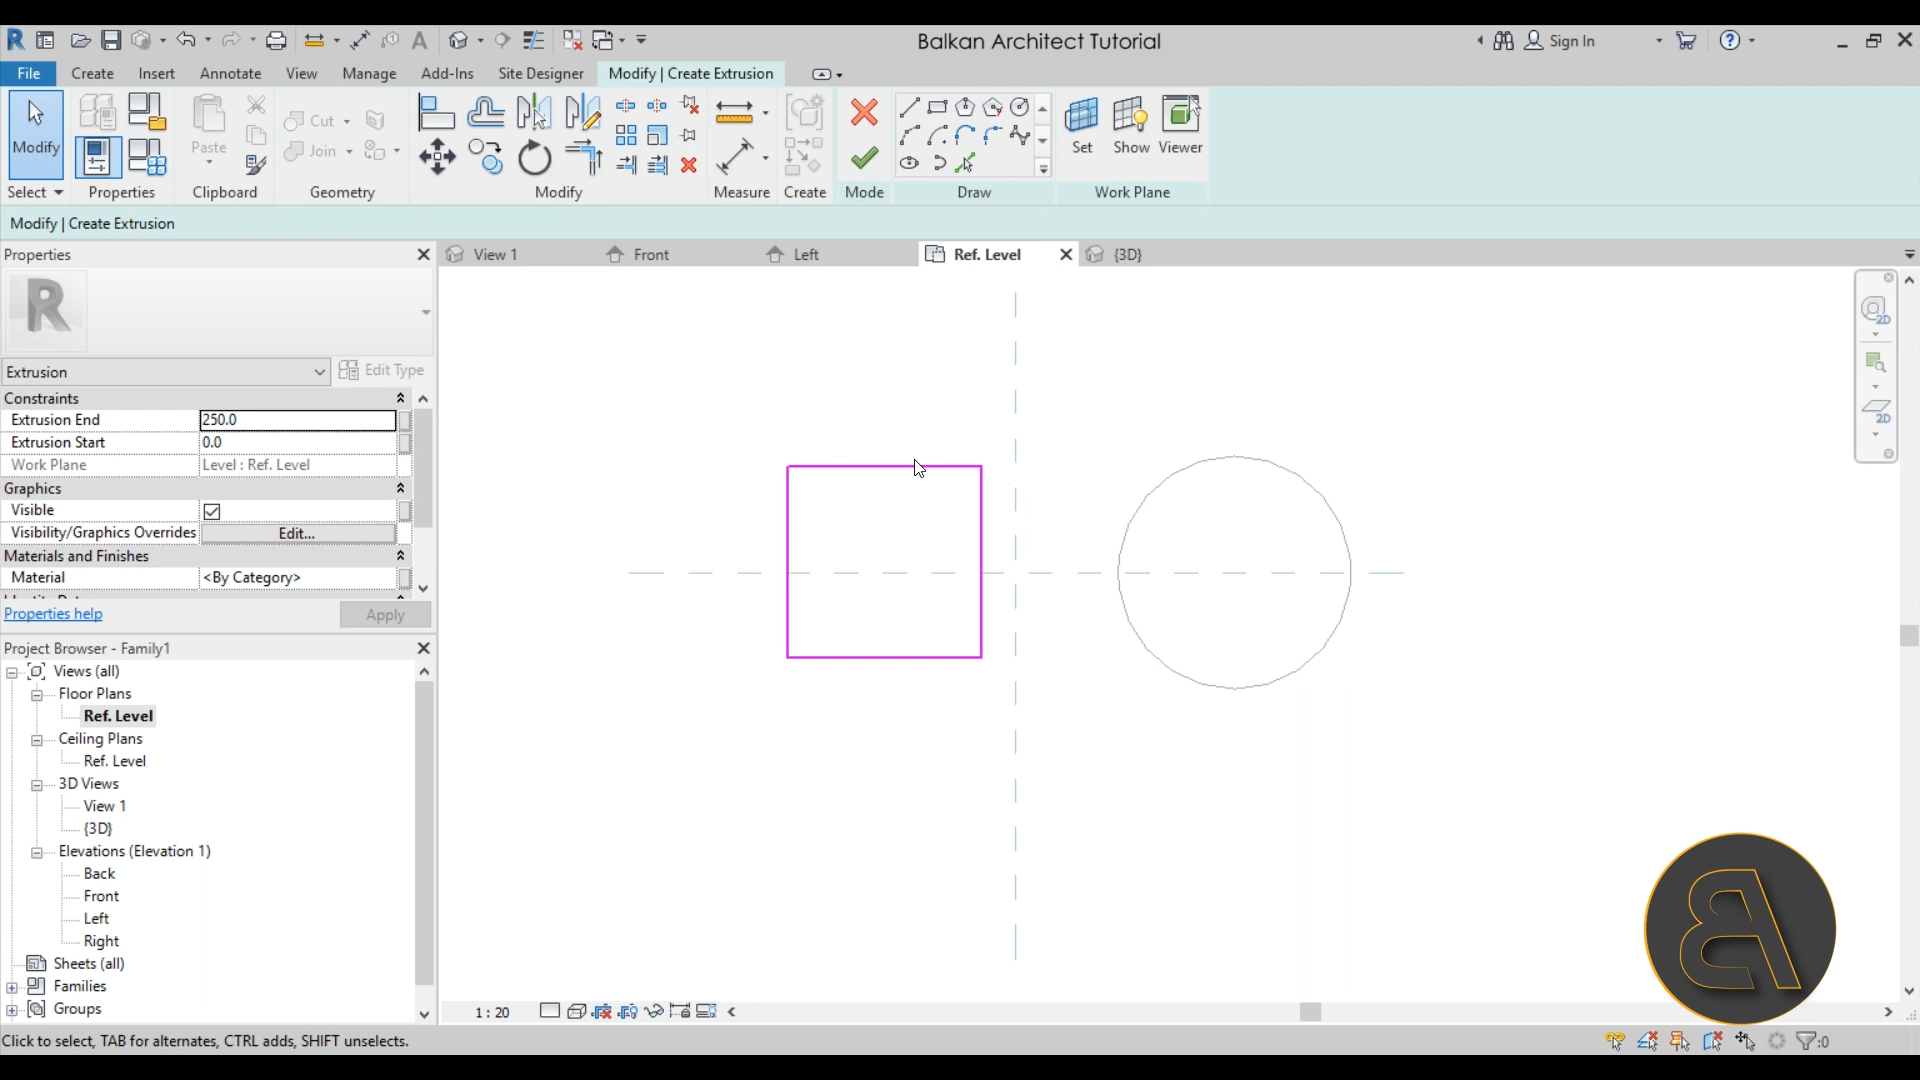 Balkan Architect Tutorial
Sign In
File
Create
Insert
Annotate
View
Manage
Add-Ins
Site Designer
Modify | Create Extrusion
Modify
Paste
Cut
Join
Set
Show
Viewer
Select
Properties
Clipboard
Geometry
Modify
Measure
Create
Mode
Draw
Work Plane
Modify | Create Extrusion
Properties
View 1
Front
Left
Ref. Level
{3D}
R
2D
2D
Extrusion
Edit Type
Constraints
Extrusion End 250.0
Extrusion Start 0.0
Work Plane Level : Ref. Level
Graphics
Visible
Visibility/Graphics Overrides Edit...
Materials and Finishes
Material <By Category>
Properties help
Apply
Project Browser - Family1
Views (all)
Floor Plans
Ref. Level
Ceiling Plans
Ref. Level
3D Views
View 1
{3D}
Elevations (Elevation 1)
Back
Front
Left
Right
Sheets (all)
Families
Groups
1 : 20
Click to select, TAB for alternates, CTRL adds, SHIFT unselects.
:0